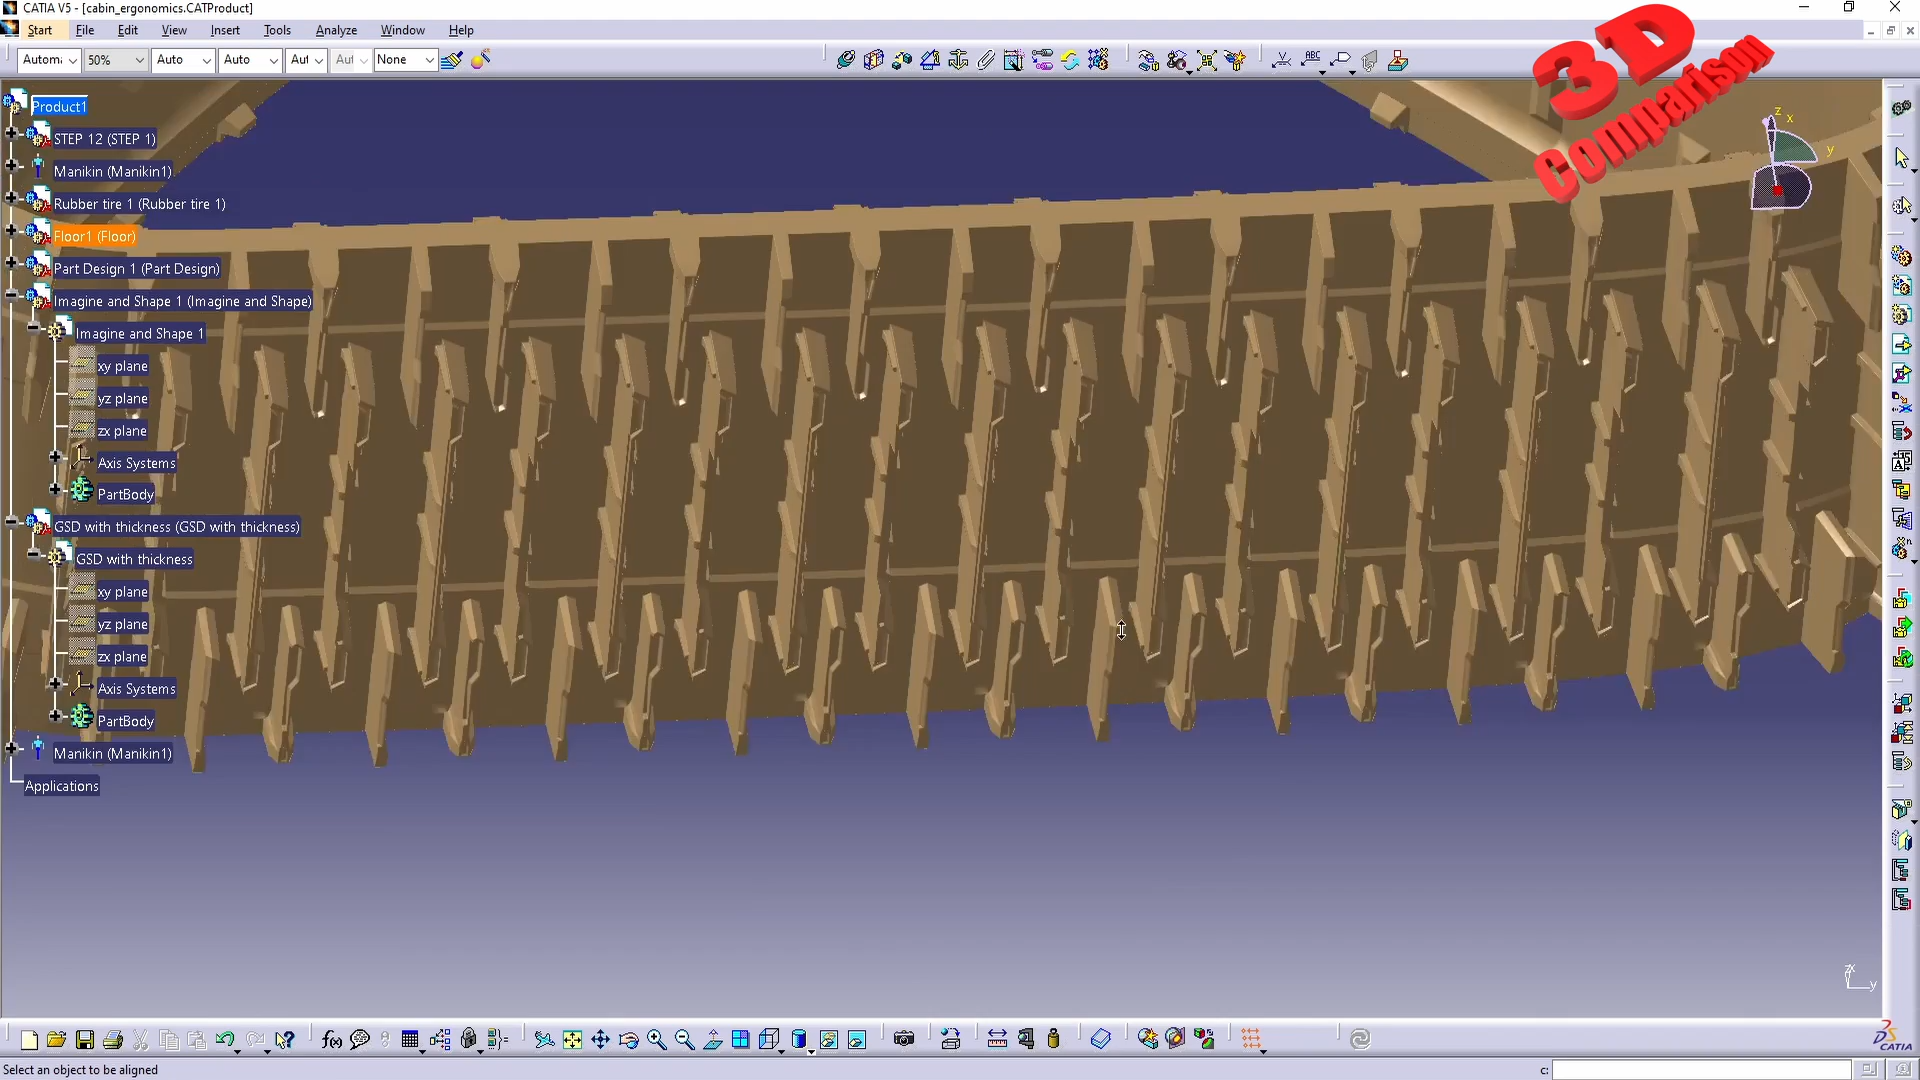 CATIA V5 - [cabin_ergonomics.CATProduct]
Start File Edit View Insert Tools Analyze Window Help
Autom 50% Auto Auto Aut Aut None
3D
Comparison
Product1
STEP 12 (STEP 1)
Manikin (Manikin1)
Rubber tire 1 (Rubber tire 1)
Floor1 (Floor)
Part Design 1 (Part Design)
Imagine and Shape 1 (Imagine and Shape)
Imagine and Shape 1
xy plane
yz plane
zx plane
Axis Systems
PartBody
GSD with thickness (GSD with thickness)
GSD with thickness
xy plane
yz plane
zx plane
Axis Systems
PartBody
Manikin (Manikin1)
Applications
z x
y
y
CATIA
Select an object to be aligned
c: